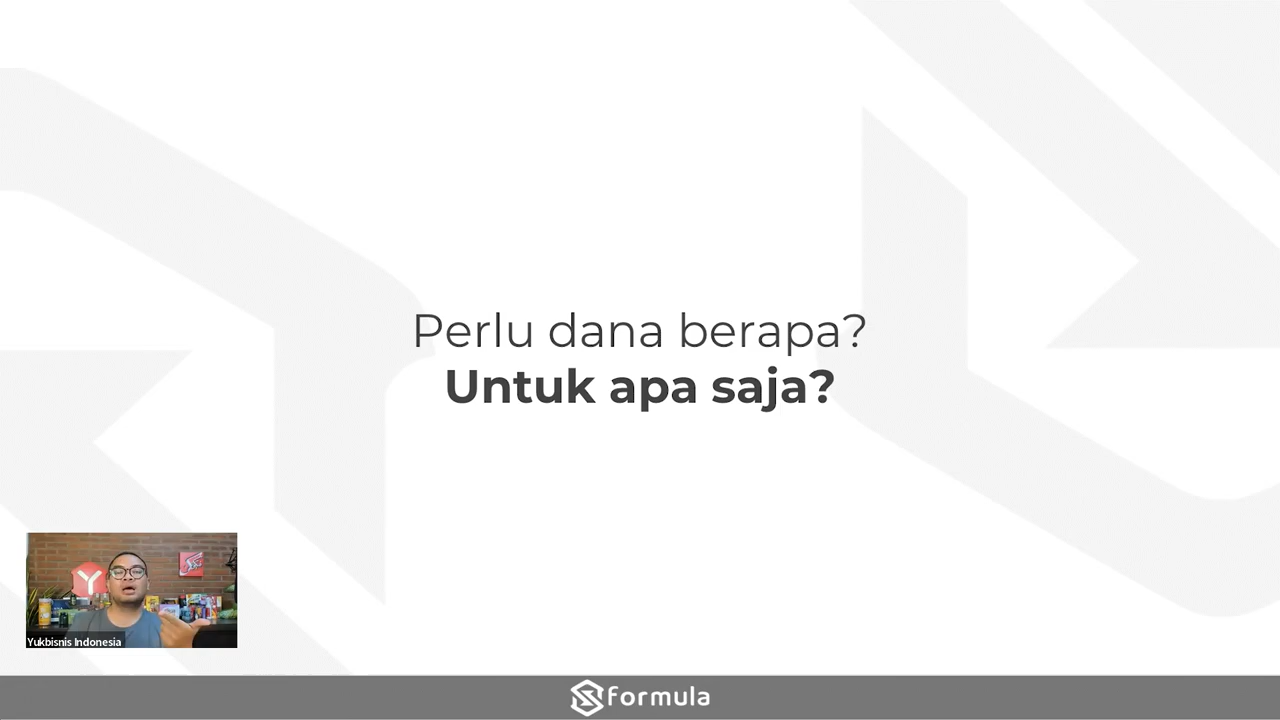 Perlu dana berapa?
Untuk apa saja?
Y
Yukbisnis Indonesia
formula